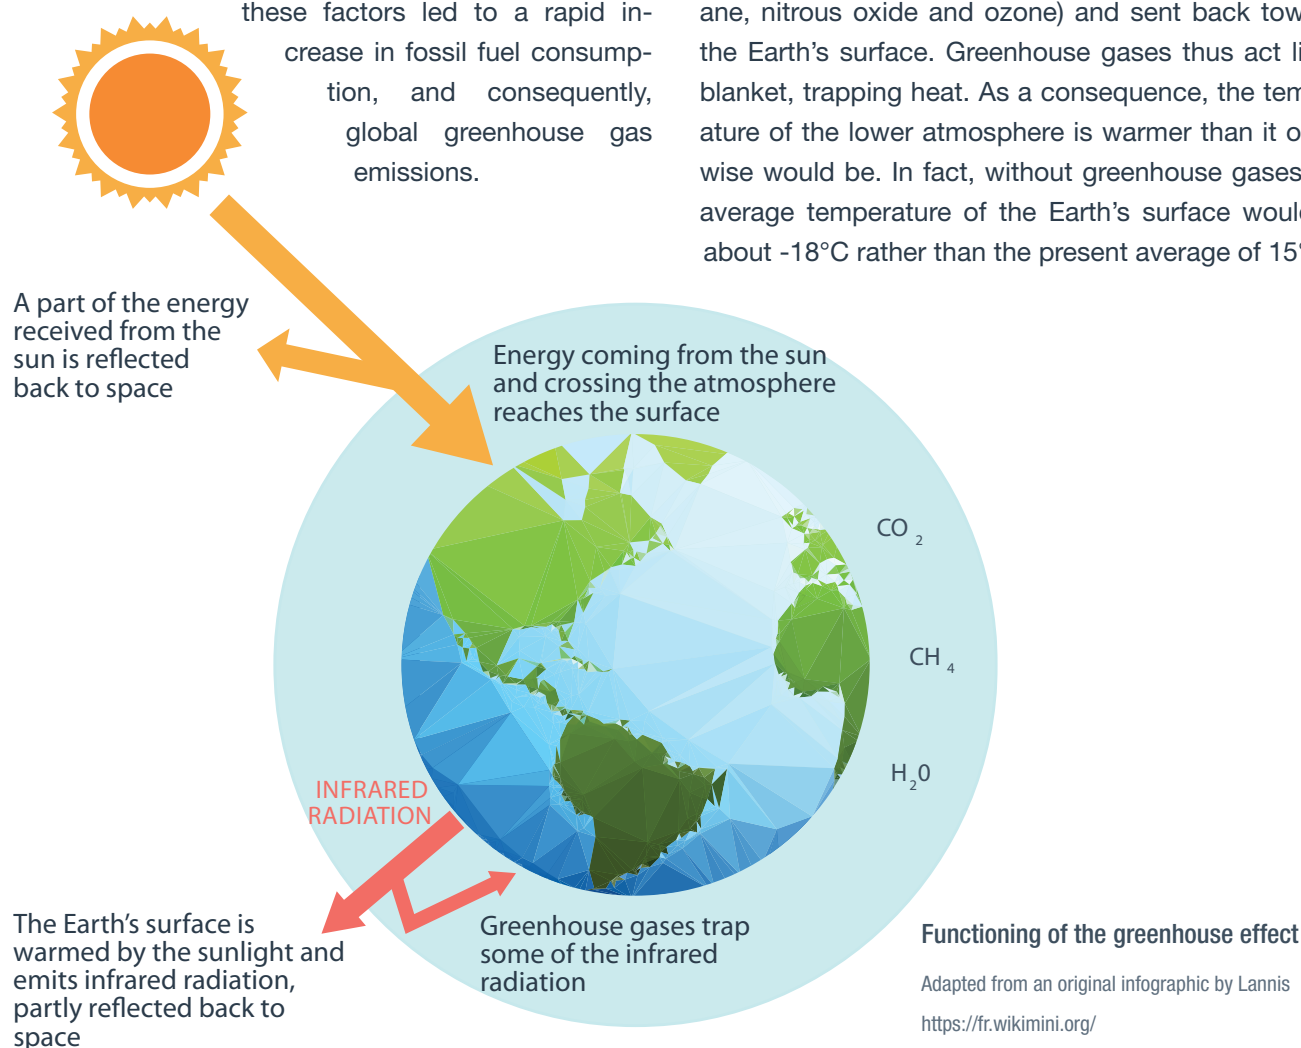 these factors led to a rapid in-
crease in fossil fuel consump-
tion, and consequently,
global greenhouse gas
emissions.
ane, nitrous oxide and ozone) and sent back tow
the Earth’s surface. Greenhouse gases thus act li
blanket, trapping heat. As a consequence, the tem
ature of the lower atmosphere is warmer than it o
wise would be. In fact, without greenhouse gases
average temperature of the Earth’s surface woul
about -18°C rather than the present average of 15°
A part of the energy
received from the
sun is reflected
back to space
Energy coming from the sun
and crossing the atmosphere
reaches the surface
CO 2
CH 4
H20
INFRARED
RADIATION
The Earth’s surface is
warmed by the sunlight and
emits infrared radiation,
partly reflected back to
space
Greenhouse gases trap
some of the infrared
radiation
Functioning of the greenhouse effect
Adapted from an original infographic by Lannis
https://fr.wikimini.org/